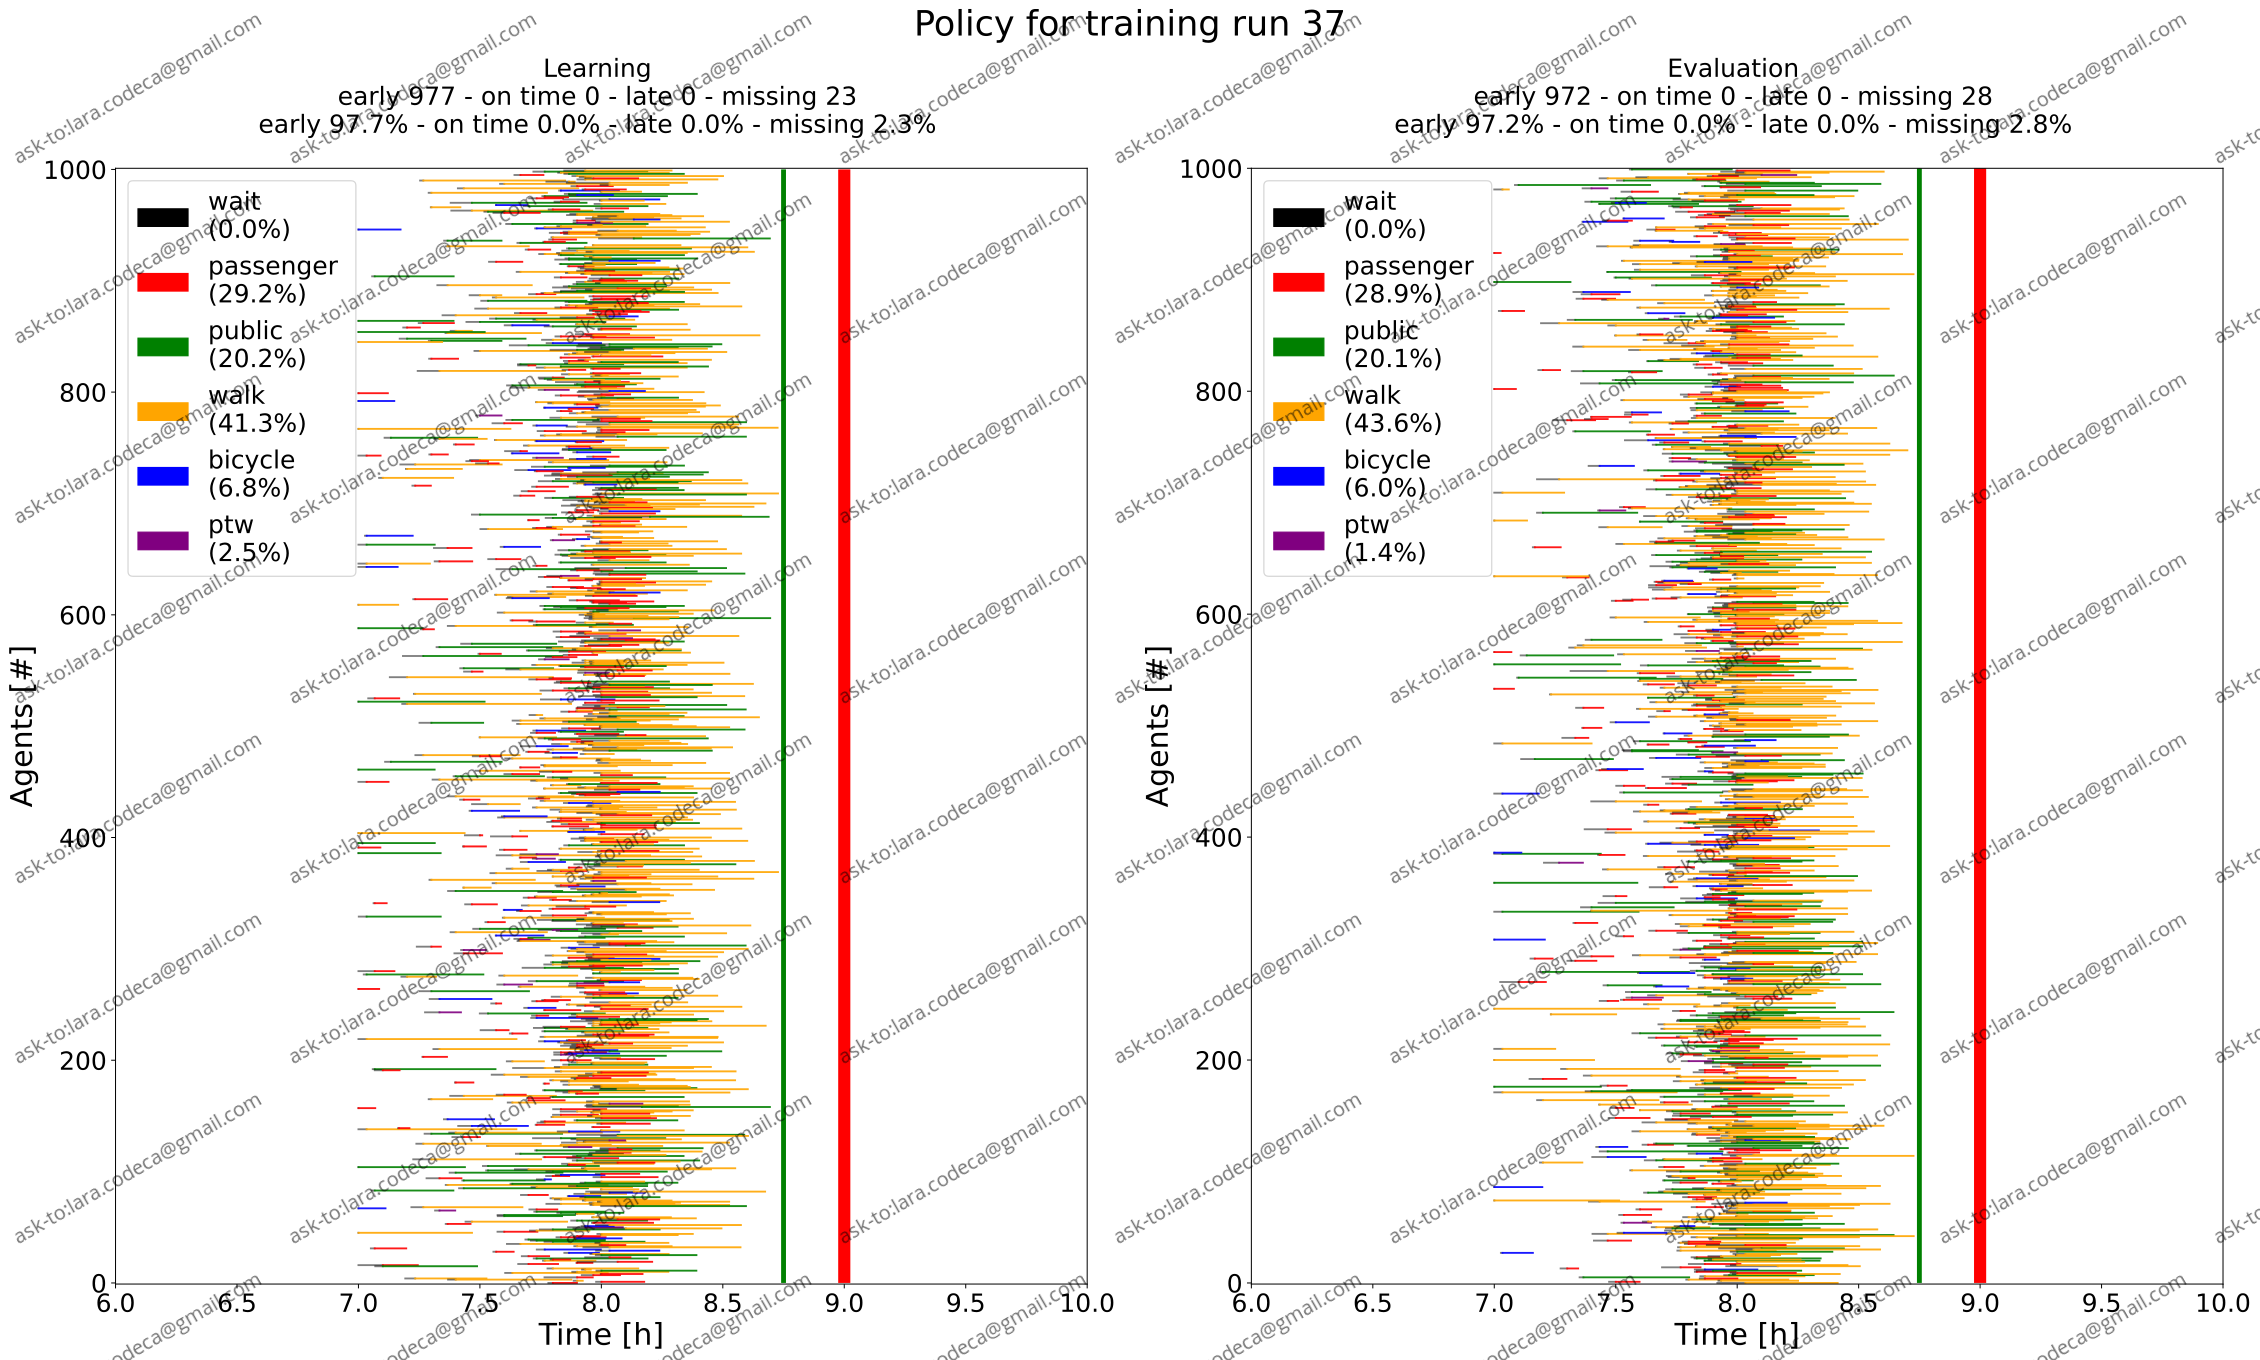 Policy for training run 37
Learning
early 977 - on time 0 - late 0 - missing 23
early 97.7% - on time 0.0% - late 0.0% - missing 2.3%
1000
800
600
400
200
0
Agents [#]
wait
(0.0%)
passenger
(29.2%)
public
(20.2%)
walk
(41.3%)
bicycle
(6.8%)
ptw
(2.5%)
6.0 6.5 7.0 7.5 8.0 8.5 9.0 9.5 10.0
Time [h]
Evaluation
early 972 - on time 0 - late 0 - missing 28
early 97.2% - on time 0.0% - late 0.0% - missing 2.8%
1000
800
600
400
200
0
Agents [#]
wait
(0.0%)
passenger
(28.9%)
public
(20.1%)
walk
(43.6%)
bicycle
(6.0%)
ptw
(1.4%)
6.0 6.5 7.0 7.5 8.0 8.5 9.0 9.5 10.0
Time [h]
ask-to:lara.codeca@gmail.com